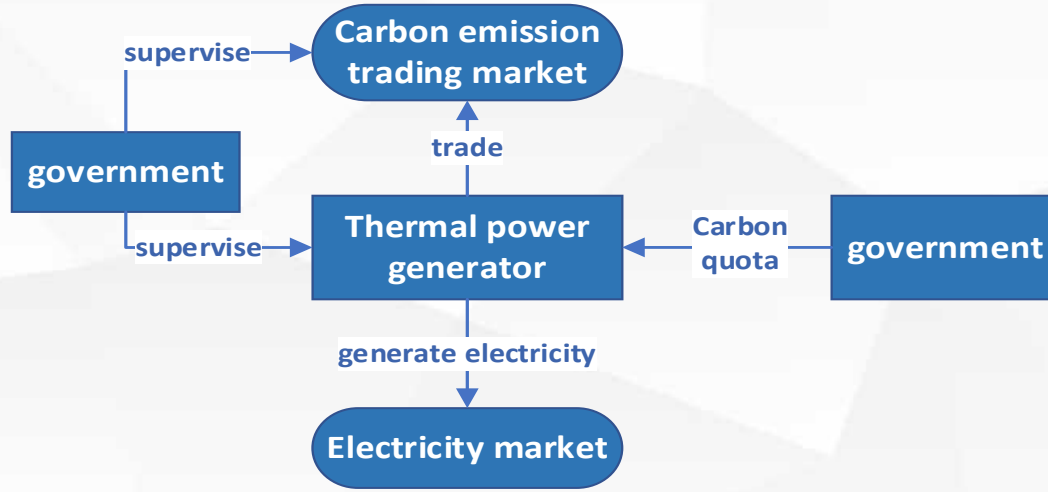 Carbon emission
trading market
supervise
government
trade
supervise
Thermal power
generator
Carbon
quota
government
generate electricity
Electricity market